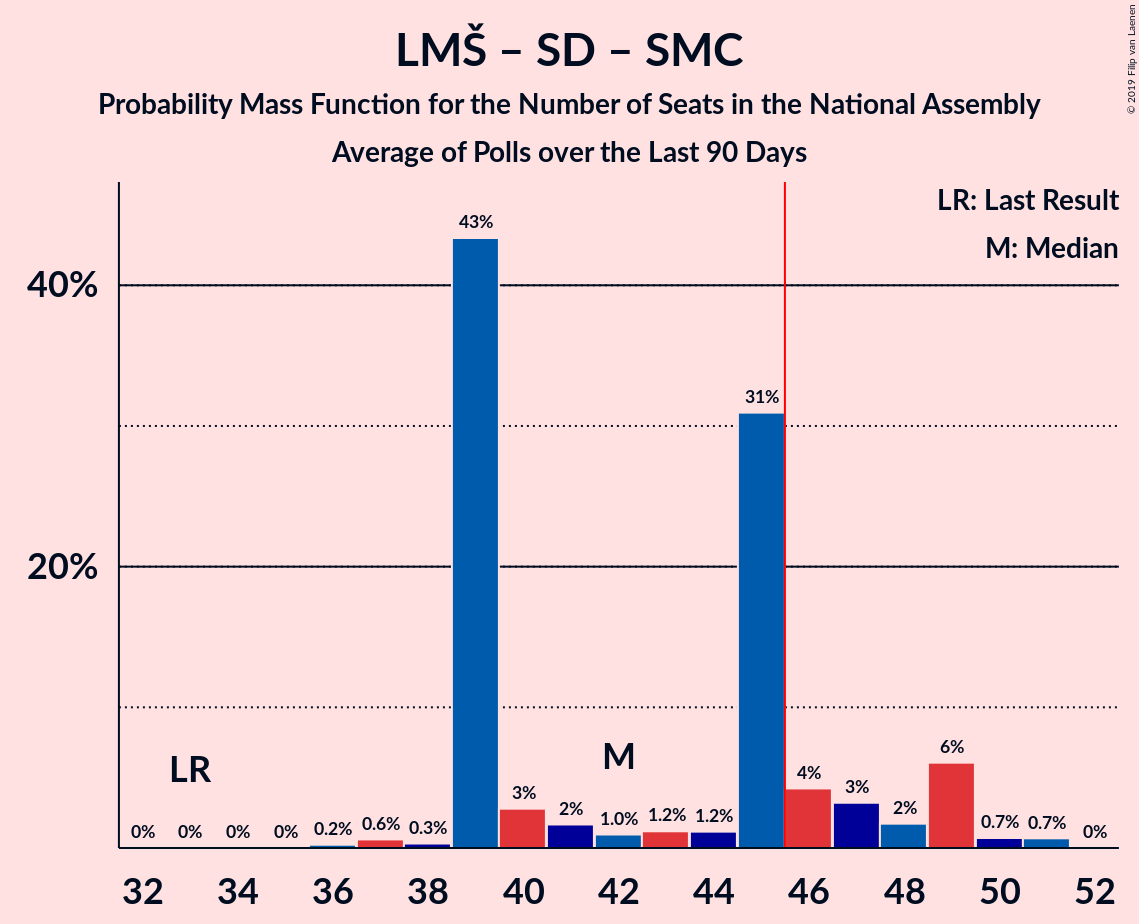 LMŠ – SD – SMC
Probability Mass Function for the Number of Seats in the National Assembly
Average of Polls over the Last 90 Days
© 2019 Filip van Laenen
LR: Last Result
M: Median
40%
20%
43%
31%
LR
M
0%
0%
0%
0%
0.2%
0.6%
0.3%
3%
2%
1.0%
1.2%
1.2%
4%
3%
2%
6%
0.7%
0.7%
0%
32 34 36 38 40 42 44 46 48 50 52